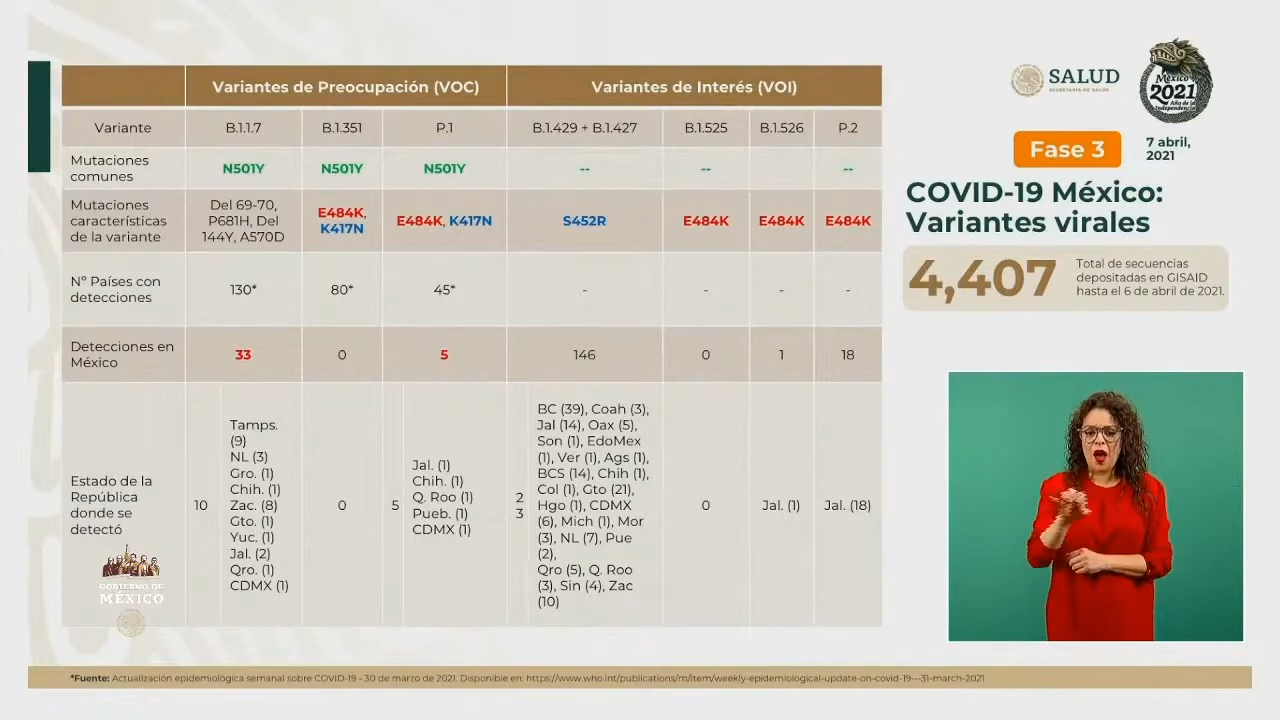 Variantes de Preocupación (VOC)
Variantes de Interés (VOI)
Variante
B.1.1.7
B.1.351
P.1
B.1.429 + B.1.427
B.1.525
B.1.526
P.2
Mutaciones
comunes
N501Y
N501Y
N501Y
--
--
--
Mutaciones
características
de la variante
Del 69-70,
P681H, Del
144Y, A570D
E484K,
K417N
E484K, K417N
S452R
E484K
E484K
E484K
Nº Países con
detecciones
130*
80*
45*
-
-
-
-
Detecciones en
México
33
0
5
146
0
1
18
Estado de la
República
donde se
detectó
10
Tamps.
(9)
NL (3)
Gro. (1)
Chih. (1)
Zac. (8)
Gto. (1)
Yuc. (1)
Jal. (2)
Qro. (1)
CDMX (1)
0
5
Jal. (1)
Chih. (1)
Q. Roo (1)
Pueb. (1)
CDMX (1)
2
3
BC (39), Coah (3),
Jal (14), Oax (5),
Son (1), EdoMex
(1), Ver (1), Ags (1),
BCS (14), Chih (1),
Col (1), Gto (21),
Hgo (1), CDMX
(6), Mich (1), Mor
(3), NL (7), Pue
(2),
Qro (5), Q. Roo
(3), Sin (4), Zac
(10)
0
Jal. (1)
Jal. (18)
GOBIERNO DE
MÉXICO
SALUD
SECRETARÍA DE SALUD
México
2021
Año de la
Independencia
Fase 3
7 abril,
2021
COVID-19 México:
Variantes virales
4,407
Total de secuencias
depositadas en GISAID
hasta el 6 de abril de 2021.
*Fuente: Actualización epidemiológica semanal sobre COVID-19 - 30 de marzo de 2021. Disponible en: https://www.who.int/publications/m/item/weekly-epidemiological-update-on-covid-19---31-march-2021